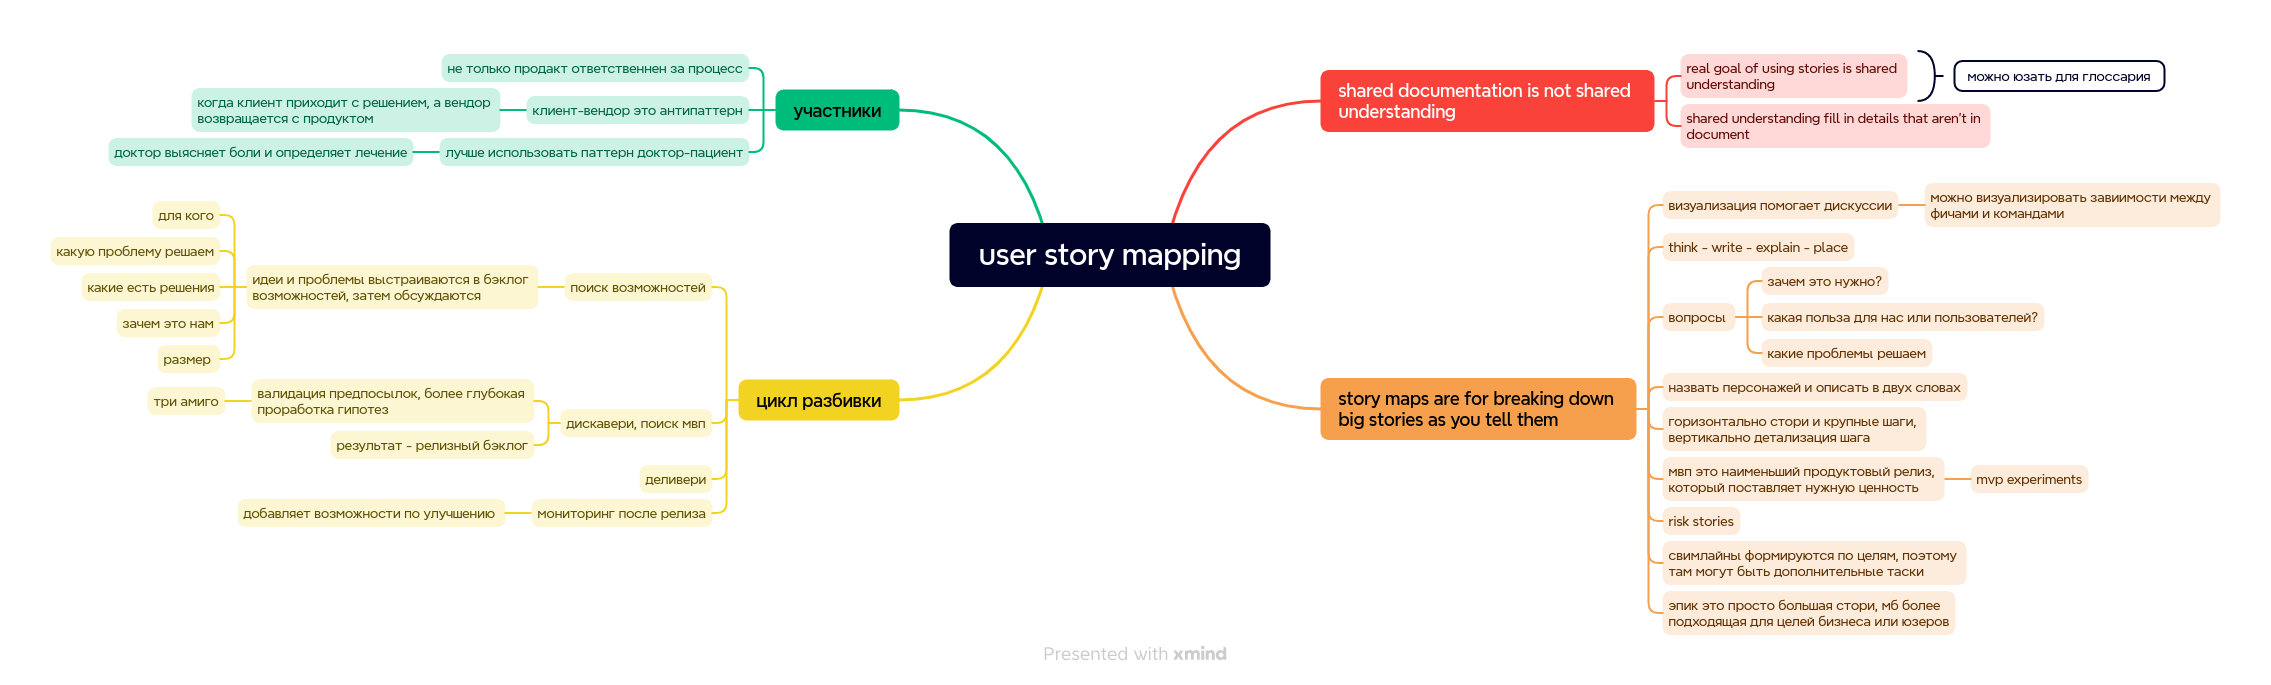 user story mapping
shared documentation is not shared
understanding
real goal of using stories is shared
understanding
shared understanding fill in details that aren't in
document
можно юзать для глоссария
story maps are for breaking down
big stories as you tell them
визуализация помогает дискуссии
можно визуализировать завиимости между
фичами и командами
think - write - explain - place
вопросы
зачем это нужно?
какая польза для нас или пользователей?
какие проблемы решаем
назвать персонажей и описать в двух словах
горизонтально стори и крупные шаги,
вертикально детализация шага
мвп это наименьший продуктовый релиз,
который поставляет нужную ценность
mvp experiments
risk stories
свимлайны формируются по целям, поэтому
там могут быть дополнительные таски
эпик это просто большая стори, мб более
подходящая для целей бизнеса или юзеров
участники
не только продакт ответственнен за процесс
клиент-вендор это антипаттерн
когда клиент приходит с решением, а вендор
возвращается с продуктом
лучше использовать паттерн доктор-пациент
доктор выясняет боли и определяет лечение
цикл разбивки
поиск возможностей
идеи и проблемы выстраиваются в бэклог
возможностей, затем обсуждаются
для кого
какую проблему решаем
какие есть решения
зачем это нам
размер
дискавери, поиск мвп
валидация предпосылок, более глубокая
проработка гипотез
три амиго
результат - релизный бэклог
деливери
мониторинг после релиза
добавляет возможности по улучшению
Presented with xmind